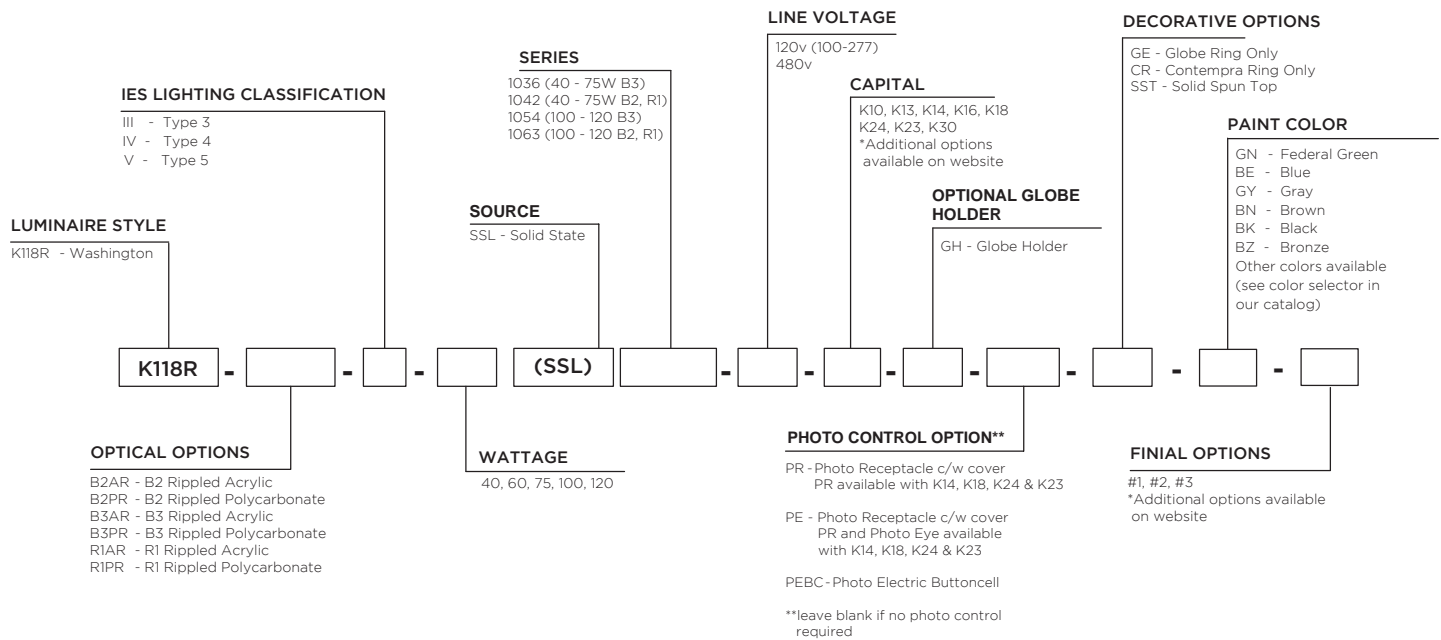 LUMINAIRE STYLE
K118R - Washington
IES LIGHTING CLASSIFICATION
III - Type 3
IV - Type 4
V - Type 5
SOURCE
SSL - Solid State
SERIES
1036 (40 - 75W B3)
1042 (40 - 75W B2, R1)
1054 (100 - 120 B3)
1063 (100 - 120 B2, R1)
LINE VOLTAGE
120v (100-277)
480v
CAPITAL
K10, K13, K14, K16, K18
K24, K23, K30
*Additional options
available on website
OPTIONAL GLOBE
HOLDER
GH - Globe Holder
DECORATIVE OPTIONS
GE - Globe Ring Only
CR - Contempra Ring Only
SST - Solid Spun Top
PAINT COLOR
GN - Federal Green
BE - Blue
GY - Gray
BN - Brown
BK - Black
BZ - Bronze
Other colors available
(see color selector in
our catalog)
K118R - - - (SSL) - - - - - - -
OPTICAL OPTIONS
B2AR - B2 Rippled Acrylic
B2PR - B2 Rippled Polycarbonate
B3AR - B3 Rippled Acrylic
B3PR - B3 Rippled Polycarbonate
R1AR - R1 Rippled Acrylic
R1PR - R1 Rippled Polycarbonate
WATTAGE
40, 60, 75, 100, 120
PHOTO CONTROL OPTION**
PR - Photo Receptacle c/w cover
PR available with K14, K18, K24 & K23
PE - Photo Receptacle c/w cover
PR and Photo Eye available
with K14, K18, K24 & K23
PEBC - Photo Electric Buttoncell
**leave blank if no photo control
required
FINIAL OPTIONS
#1, #2, #3
*Additional options available
on website